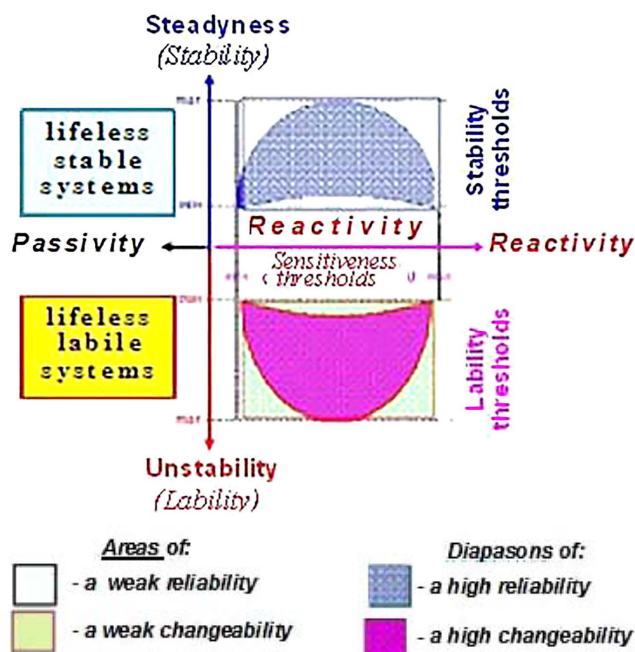 Steadyness
(Stability)
lifeless
stable
systems
Stability
thresholds
Passivity
Reactivity
Reactivity
Sensitiveness
thresholds
lifeless
labile
systems
Lability
thresholds
Unstability
(Lability)
Areas of:
- a weak reliability
- a weak changeability
Diapasons of:
- a high reliability
- a high changeability